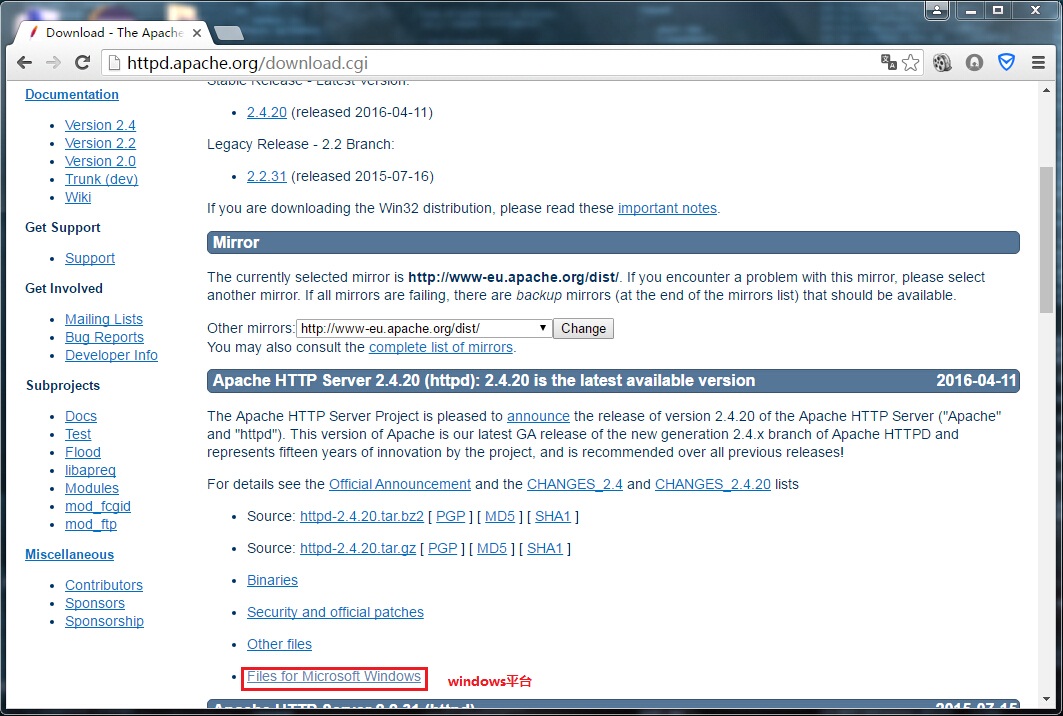 Download - The Apache
httpd.apache.org/download.cgi
Documentation
Version 2.4
Version 2.2
Version 2.0
Trunk (dev)
Wiki
Get Support
Support
Get Involved
Mailing Lists
Bug Reports
Developer Info
Subprojects
Docs
Test
Flood
libapreq
Modules
mod_fcgid
mod_ftp
Miscellaneous
Contributors
Sponsors
Sponsorship
Stable Release - Latest Version:
2.4.20 (released 2016-04-11)
Legacy Release - 2.2 Branch:
2.2.31 (released 2015-07-16)
If you are downloading the Win32 distribution, please read these important notes.
Mirror
The currently selected mirror is http://www-eu.apache.org/dist/. If you encounter a problem with this mirror, please select
another mirror. If all mirrors are failing, there are backup mirrors (at the end of the mirrors list) that should be available.
Other mirrors: http://www-eu.apache.org/dist/ Change
You may also consult the complete list of mirrors.
Apache HTTP Server 2.4.20 (httpd): 2.4.20 is the latest available version 2016-04-11
The Apache HTTP Server Project is pleased to announce the release of version 2.4.20 of the Apache HTTP Server ("Apache"
and "httpd"). This version of Apache is our latest GA release of the new generation 2.4.x branch of Apache HTTPD and
represents fifteen years of innovation by the project, and is recommended over all previous releases!
For details see the Official Announcement and the CHANGES_2.4 and CHANGES_2.4.20 lists
Source: httpd-2.4.20.tar.bz2 [ PGP ] [ MD5 ] [ SHA1 ]
Source: httpd-2.4.20.tar.gz [ PGP ] [ MD5 ] [ SHA1 ]
Binaries
Security and official patches
Other files
Files for Microsoft Windows windows平台
Apache HTTP Server 2.2.31 (httpd) 2015-07-15